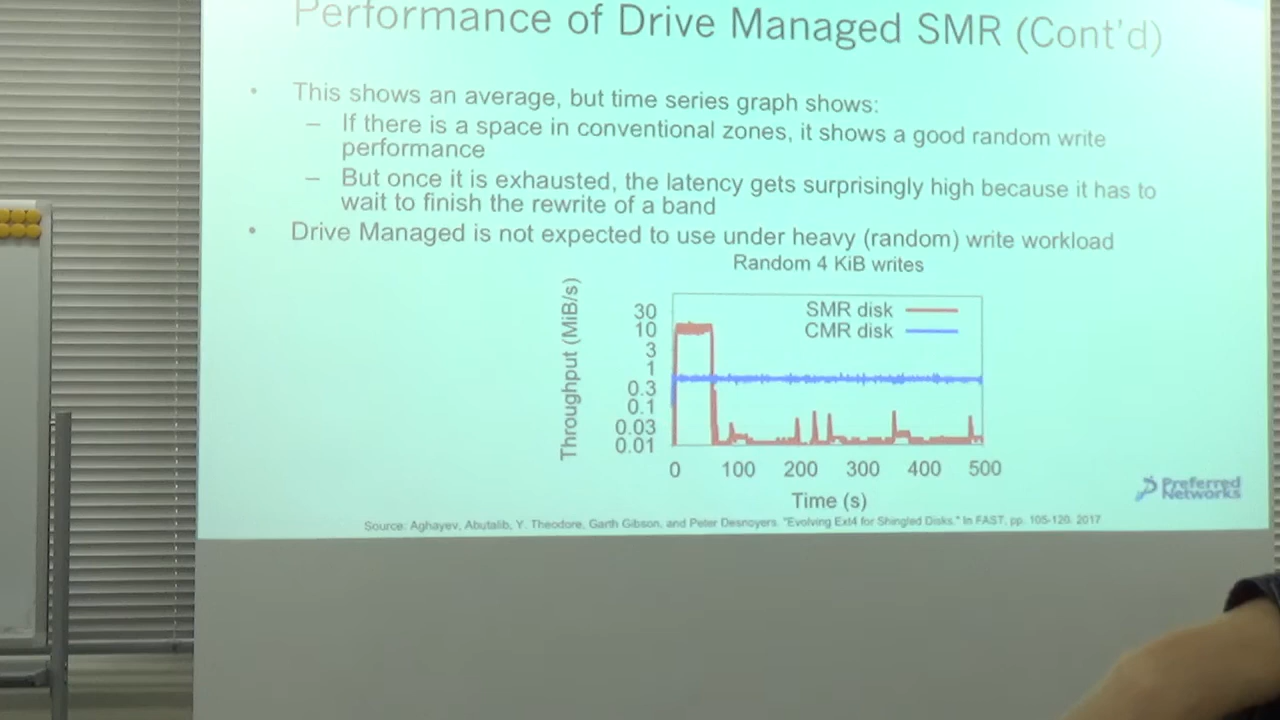 Performance of Drive Managed SMR (Cont'd)
• This shows an average, but time series graph shows:
– If there is a space in conventional zones, it shows a good random write
performance
– But once it is exhausted, the latency gets surprisingly high because it has to
wait to finish the rewrite of a band
• Drive Managed is not expected to use under heavy (random) write workload
Random 4 KiB writes
Throughput (MiB/s)
30
10
3
1
0.3
0.1
0.03
0.01
SMR disk
CMR disk
0 100 200 300 400 500
Time (s)
Preferred
Networks
Source: Aghayev, Abutalib, Y. Theodore, Garth Gibson, and Peter Desnoyers. "Evolving Ext4 for Shingled Disks." In FAST, pp. 105-120. 2017